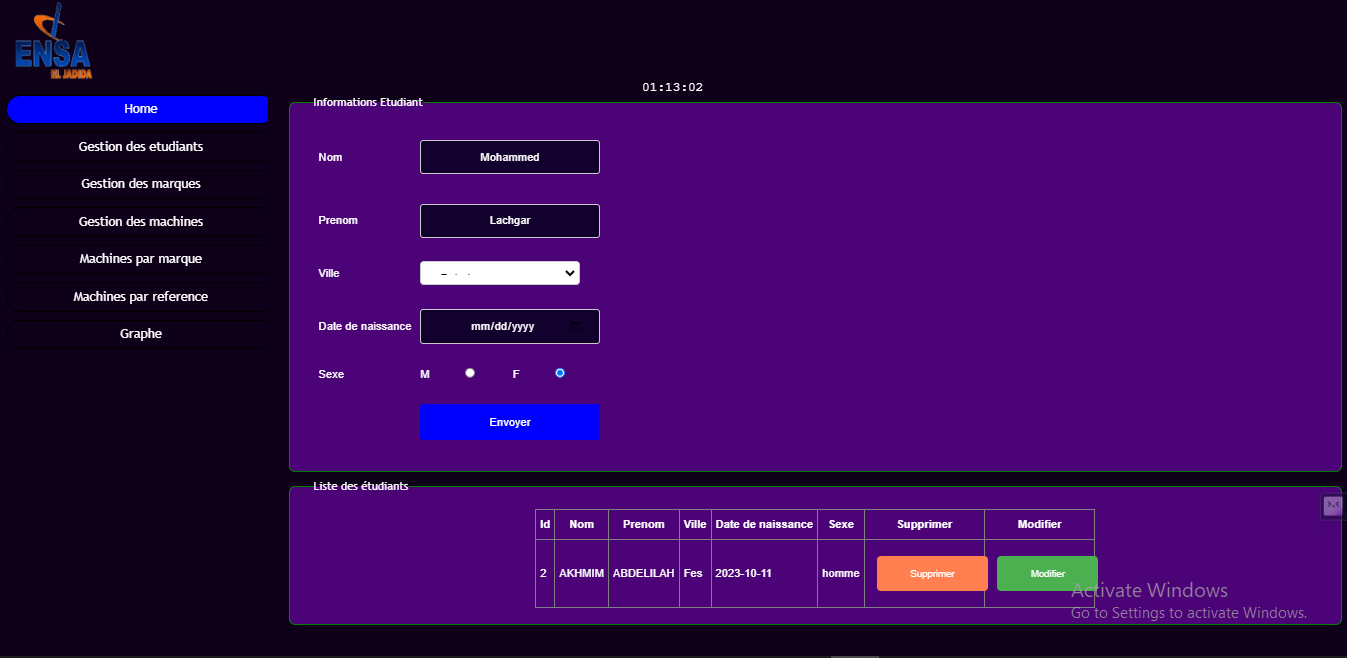 ENSA
EL JADIDA
01:13:02
Home
Gestion des etudiants
Gestion des marques
Gestion des machines
Machines par marque
Machines par reference
Graphe
Informations Etudiant
Nom Mohammed
Prenom Lachgar
Ville
Date de naissance mm/dd/yyyy
Sexe M F
Envoyer
Liste des étudiants
Id Nom Prenom Ville Date de naissance Sexe Supprimer Modifier
2 AKHMIM ABDELILAH Fes 2023-10-11 homme Supprimer Modifier
Activate Windows
Go to Settings to activate Windows.